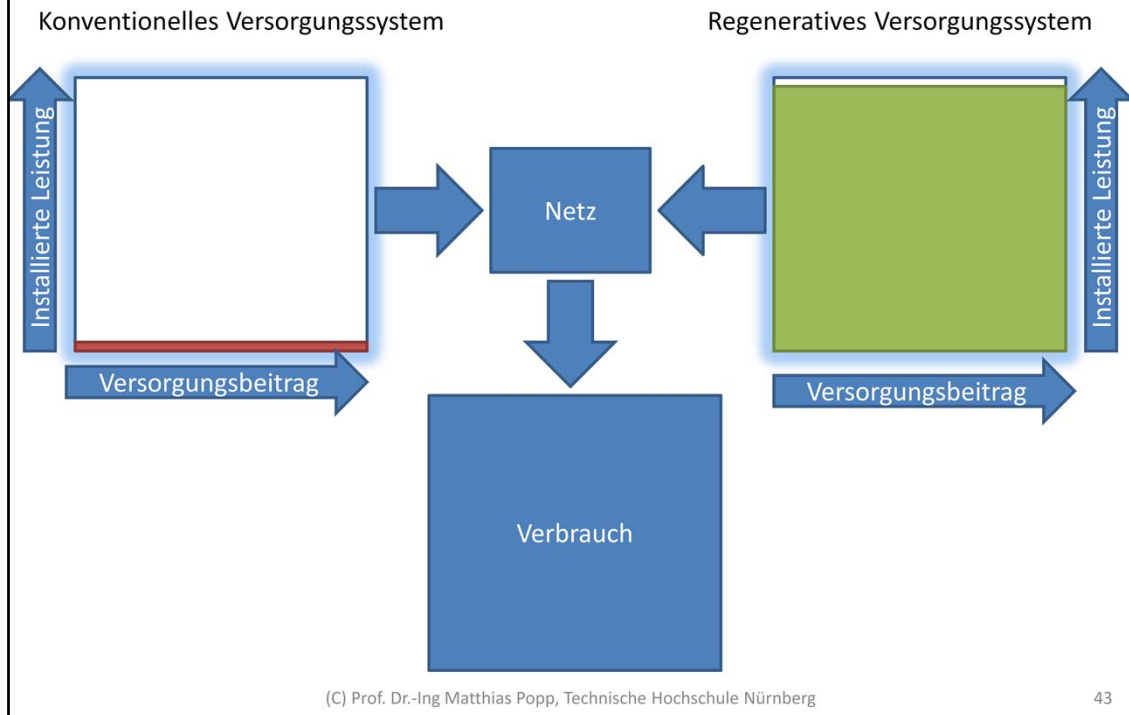 Konventionelles Versorgungssystem
Regeneratives Versorgungssystem
Installierte Leistung
Versorgungsbeitrag
Netz
Installierte Leistung
Versorgungsbeitrag
Verbrauch
(C) Prof. Dr.-Ing Matthias Popp, Technische Hochschule Nürnberg
43